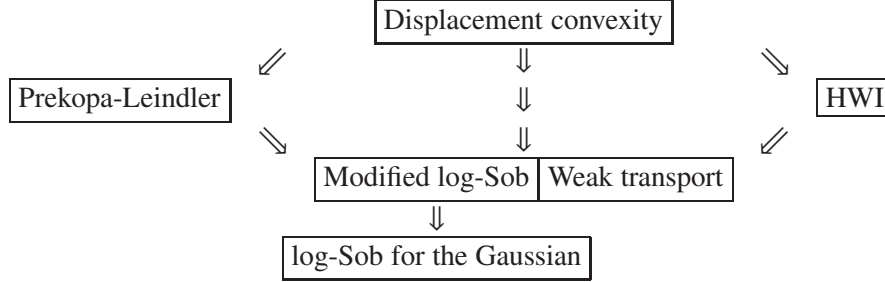 Displacement convexity
⇙ ⇓ ⇘
Prekopa-Leindler ⇓ HWI
⇘ ⇓ ⇙
Modified log-Sob Weak transport
⇓
log-Sob for the Gaussian